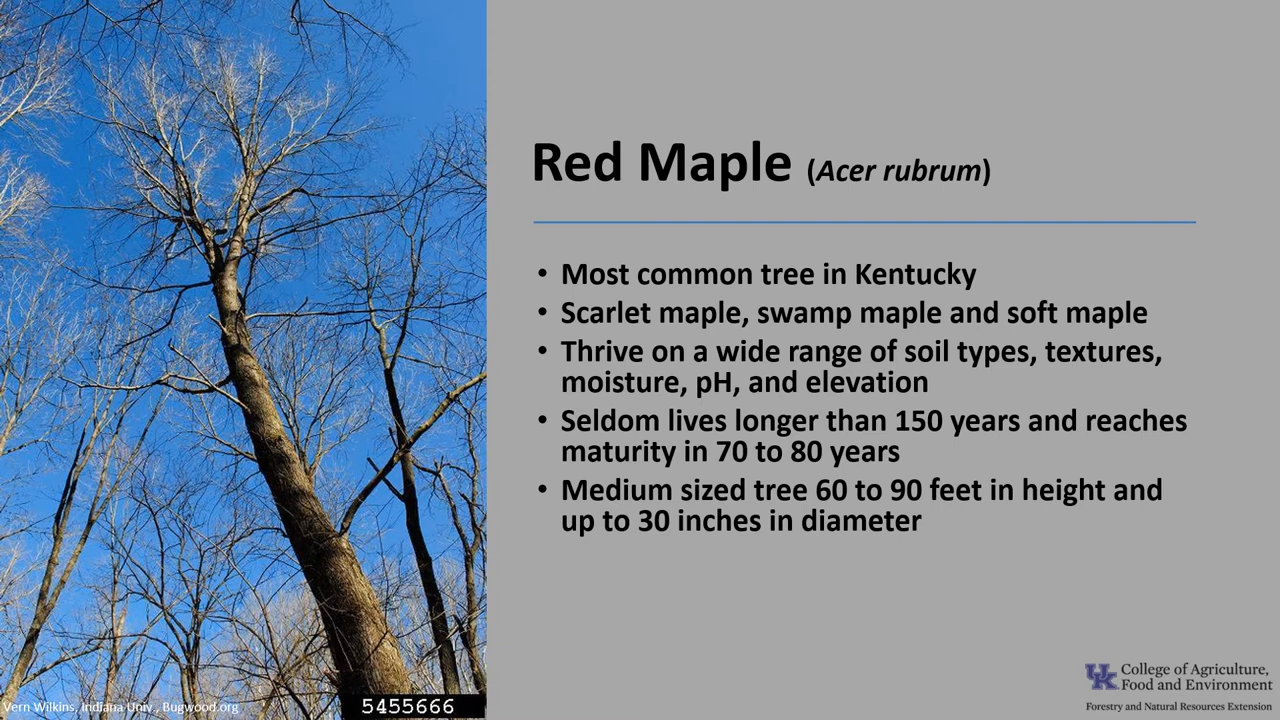 Red Maple (Acer rubrum)
• Most common tree in Kentucky
• Scarlet maple, swamp maple and soft maple
• Thrive on a wide range of soil types, textures,
moisture, pH, and elevation
• Seldom lives longer than 150 years and reaches
maturity in 70 to 80 years
• Medium sized tree 60 to 90 feet in height and
up to 30 inches in diameter
Vern Wilkins, Indiana Univ., Bugwood.org
5455666
UK College of Agriculture,
Food and Environment
Forestry and Natural Resources Extension